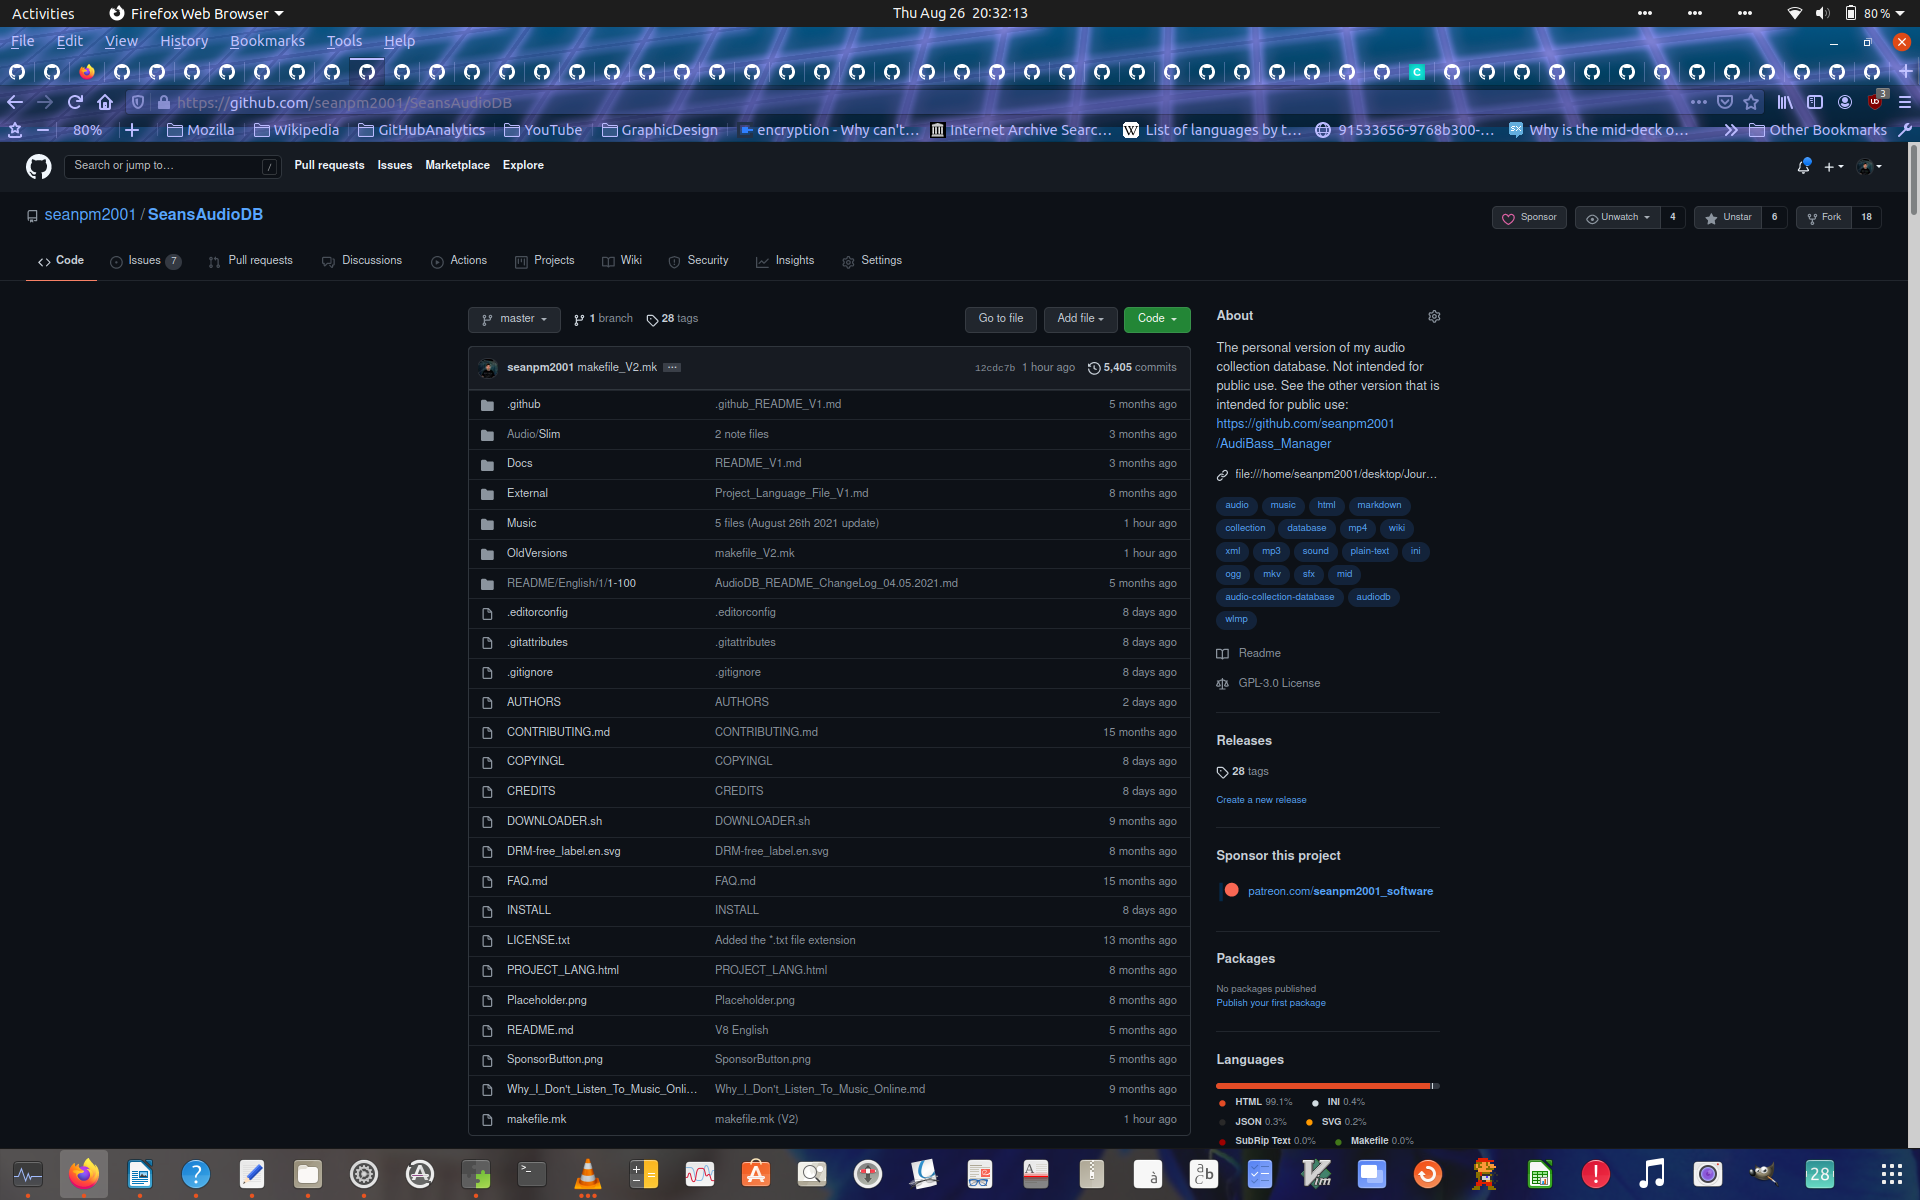 Activities Firefox Web Browser Thu Aug 26 20:32:13 80 %
File Edit View History Bookmarks Tools Help
https://github.com/seanpm2001/SeansAudioDB 3
80% Mozilla Wikipedia GitHubAnalytics YouTube GraphicDesign encryption - Why can't... Internet Archive Searc... List of languages by t... 91533656-9768b300-... Why is the mid-deck o... Other Bookmarks
Search or jump to... / Pull requests Issues Marketplace Explore
seanpm2001 / SeansAudioDB Sponsor Unwatch 4 Unstar 6 Fork 18
Code Issues 7 Pull requests Discussions Actions Projects Wiki Security Insights Settings
master 1 branch 28 tags Go to file Add file Code
seanpm2001 makefile_V2.mk ... 12cdc7b 1 hour ago 5,405 commits
.github .github_README_V1.md 5 months ago
Audio/Slim 2 note files 3 months ago
Docs README_V1.md 3 months ago
External Project_Language_File_V1.md 8 months ago
Music 5 files (August 26th 2021 update) 1 hour ago
OldVersions makefile_V2.mk 1 hour ago
README/English/1/1-100 AudioDB_README_ChangeLog_04.05.2021.md 5 months ago
.editorconfig .editorconfig 8 days ago
.gitattributes .gitattributes 8 days ago
.gitignore .gitignore 8 days ago
AUTHORS AUTHORS 2 days ago
CONTRIBUTING.md CONTRIBUTING.md 15 months ago
COPYINGL COPYINGL 8 days ago
CREDITS CREDITS 8 days ago
DOWNLOADER.sh DOWNLOADER.sh 9 months ago
DRM-free_label.en.svg DRM-free_label.en.svg 8 months ago
FAQ.md FAQ.md 15 months ago
INSTALL INSTALL 8 days ago
LICENSE.txt Added the *.txt file extension 13 months ago
PROJECT_LANG.html PROJECT_LANG.html 8 months ago
Placeholder.png Placeholder.png 8 months ago
README.md V8 English 5 months ago
SponsorButton.png SponsorButton.png 5 months ago
Why_I_Don't_Listen_To_Music_Onli... Why_I_Don't_Listen_To_Music_Online.md 9 months ago
makefile.mk makefile.mk (V2) 1 hour ago
About
The personal version of my audio
collection database. Not intended for
public use. See the other version that is
intended for public use:
https://github.com/seanpm2001
/AudiBass_Manager
file:///home/seanpm2001/desktop/Jour...
audio music html markdown
collection database mp4 wiki
xml mp3 sound plain-text ini
ogg mkv sfx mid
audio-collection-database audiodb
wlmp
Readme
GPL-3.0 License
Releases
28 tags
Create a new release
Sponsor this project
patreon.com/seanpm2001_software
Packages
No packages published
Publish your first package
Languages
HTML 99.1% INI 0.4%
JSON 0.3% SVG 0.2%
SubRip Text 0.0% Makefile 0.0%
28